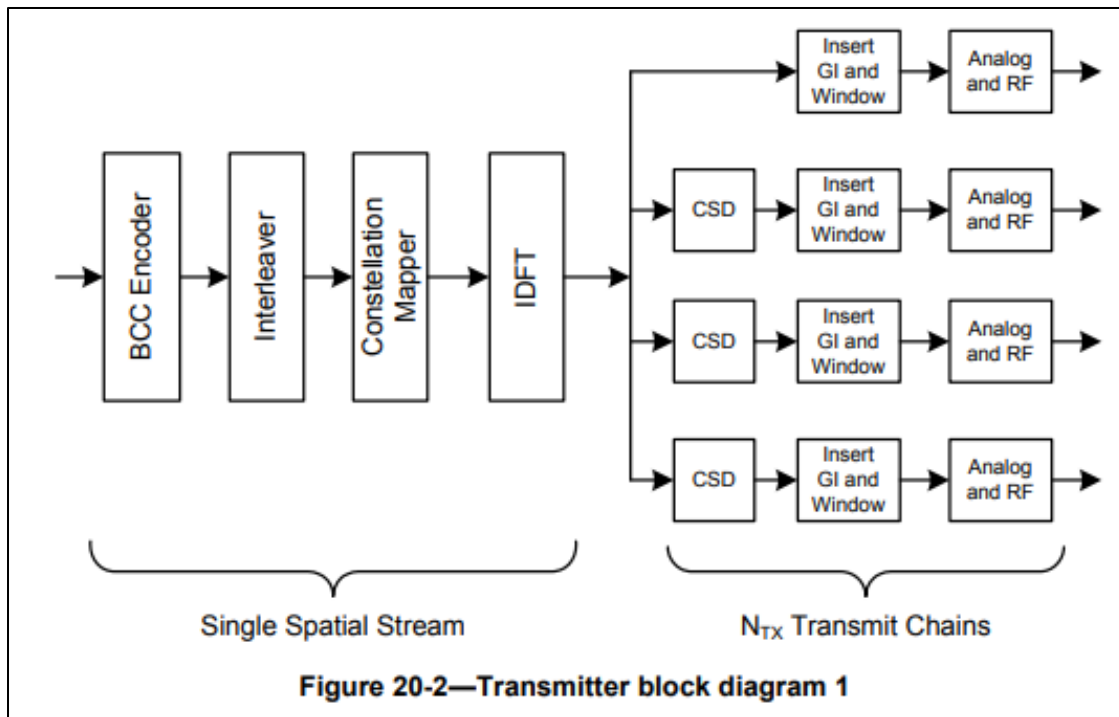 Insert
GI and
Window
Analog
and RF
BCC Encoder
Interleaver
Constellation
Mapper
IDFT
CSD
Insert
GI and
Window
Analog
and RF
CSD
Insert
GI and
Window
Analog
and RF
CSD
Insert
GI and
Window
Analog
and RF
Single Spatial Stream
NTX Transmit Chains
Figure 20-2—Transmitter block diagram 1